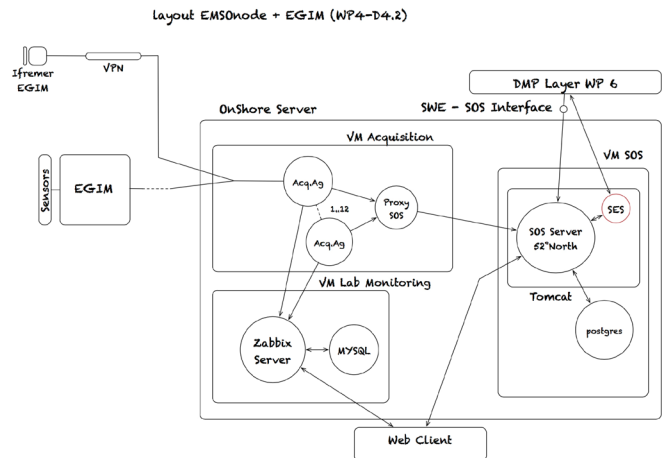 layout EMSOnode + EGIM (WP4-D4.2)
Ifremer
EGIM
VPN
DMP Layer WP 6
OnShore Server
SWE - SOS Interface
VM Acquisition
VM SOS
Sensors
EGIM
Acq.Ag
1..12
Proxy
SOS
Acq.Ag
SES
SOS Server
52°North
Tomcat
VM Lab Monitoring
Zabbix
Server
MYSQL
postgres
Web Client